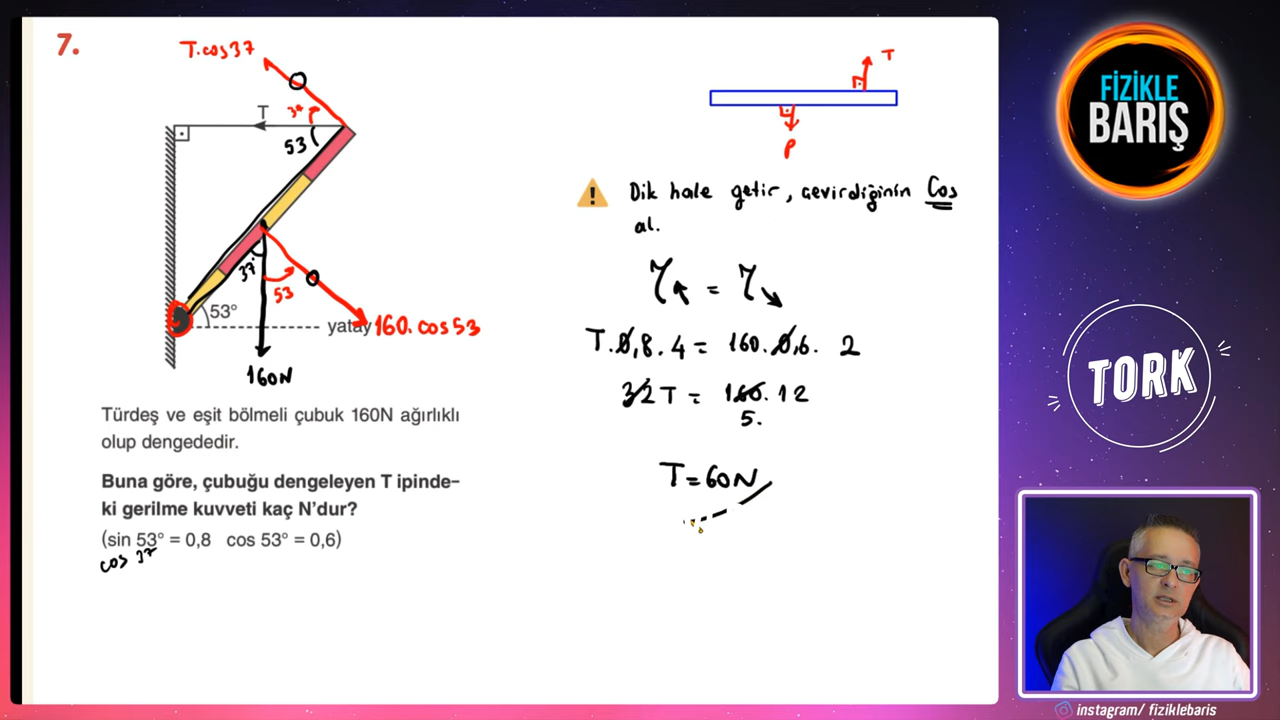 7.
T.cos37
T
37
53
37°
53
53°
yatay
160.cos53
160N
Türdeş ve eşit bölmeli çubuk 160N ağırlıklı
olup dengededir.
Buna göre, çubuğu dengeleyen T ipinde-
ki gerilme kuvveti kaç N'dur?
(sin 53° = 0,8 cos 53° = 0,6)
cos 37
T
P
! Dik hale getir, çevirdiğinin Cos
al.
T.0,8.4 = 160.0,6. 2
32T = 160.12
5.
T=60N
FİZİKLE
BARIŞ
TORK
instagram/ fiziklebaris